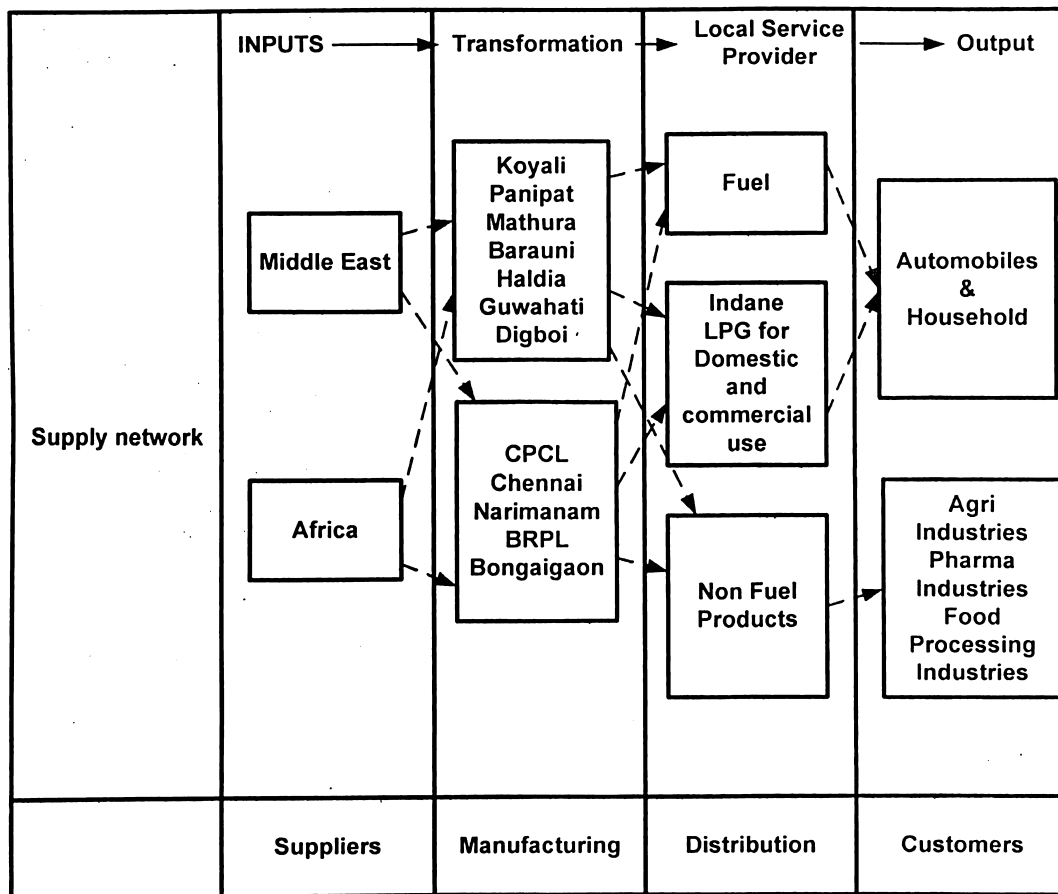 INPUTS
Transformation
Local Service
Provider
Output
Supply network
Middle East
Africa
Koyali
Panipat
Mathura
Barauni
Haldia
Guwahati
Digboi
CPCL
Chennai
Narimanam
BRPL
Bongaigaon
Fuel
Indane
LPG for
Domestic
and
commercial
use
Non Fuel
Products
Automobiles
&
Household
Agri
Industries
Pharma
Industries
Food
Processing
Industries
Suppliers
Manufacturing
Distribution
Customers